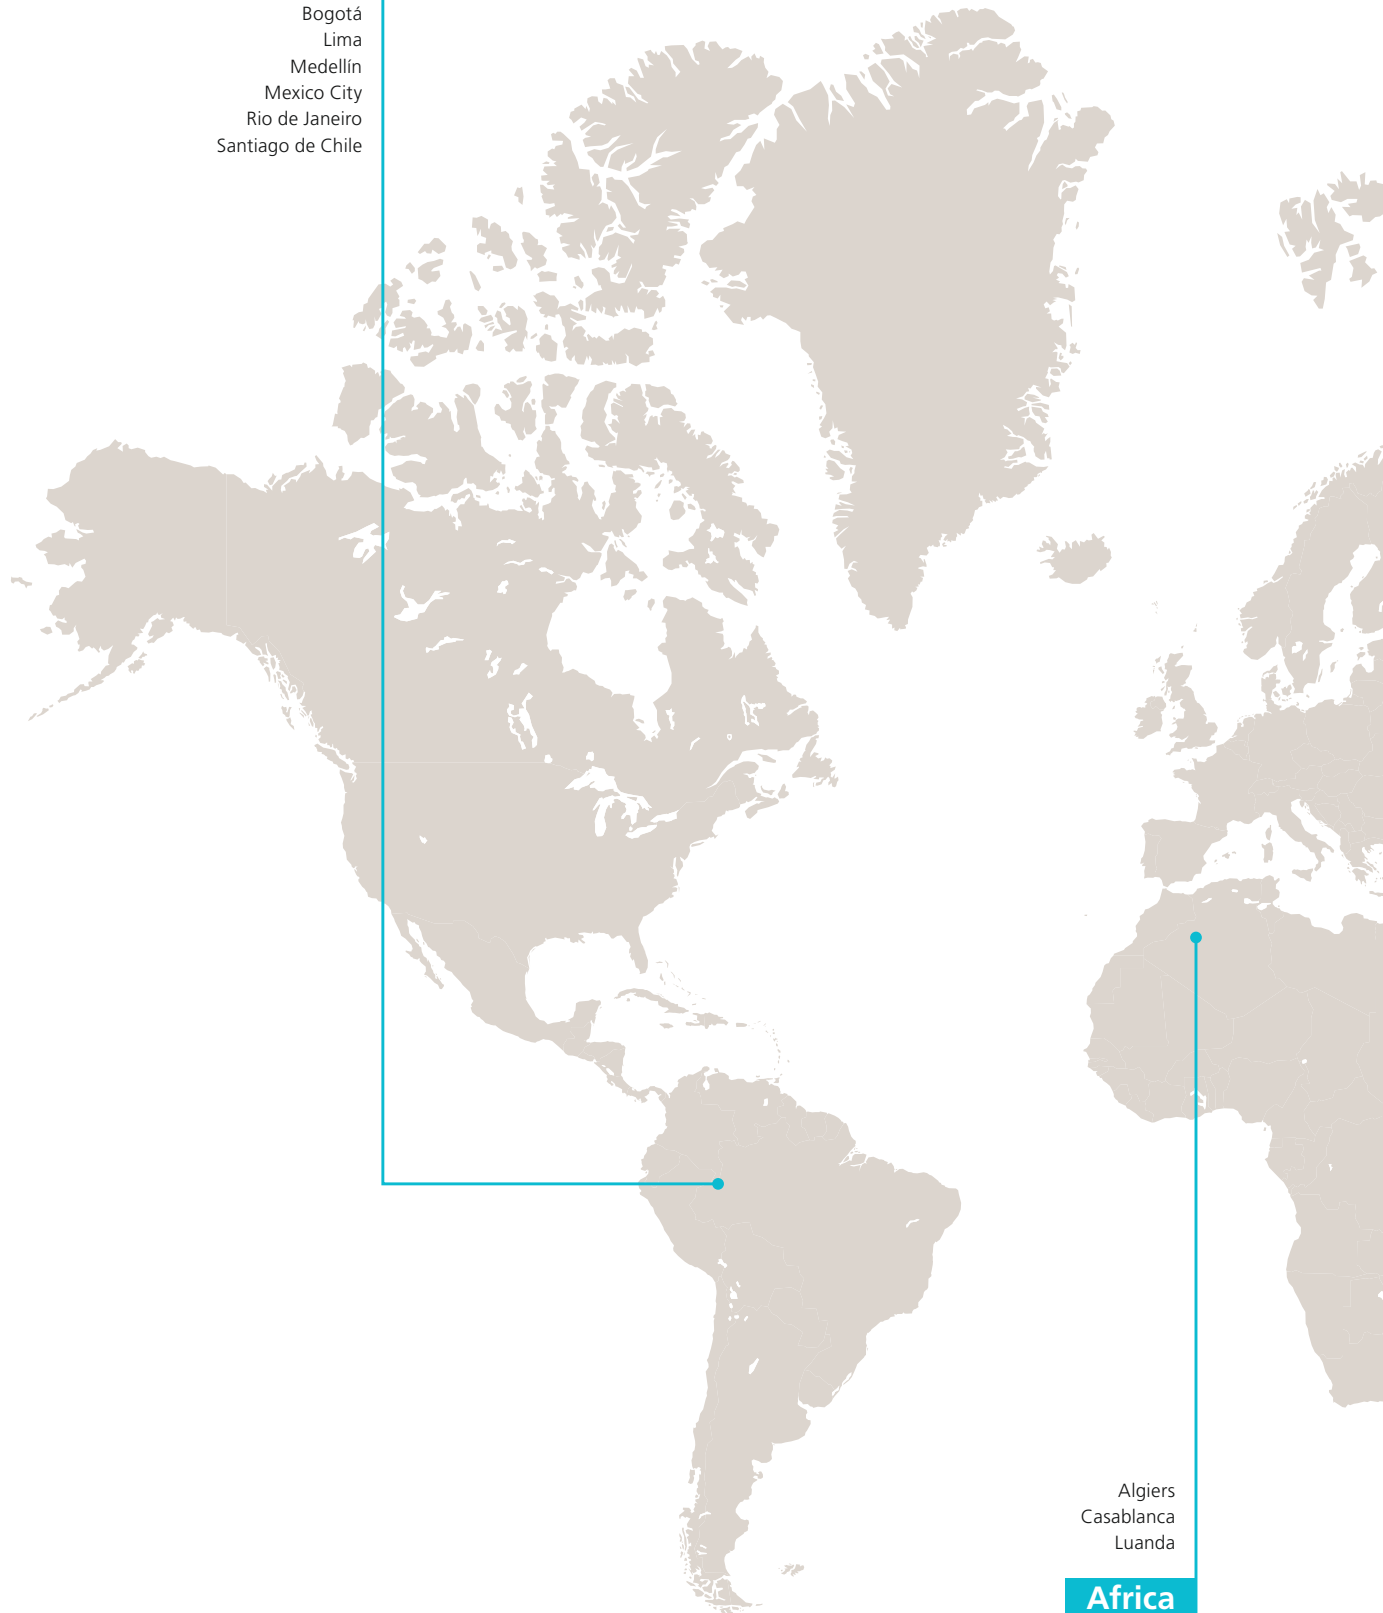 Bogotá
Lima
Medellín
Mexico City
Rio de Janeiro
Santiago de Chile
Algiers
Casablanca
Luanda
Africa